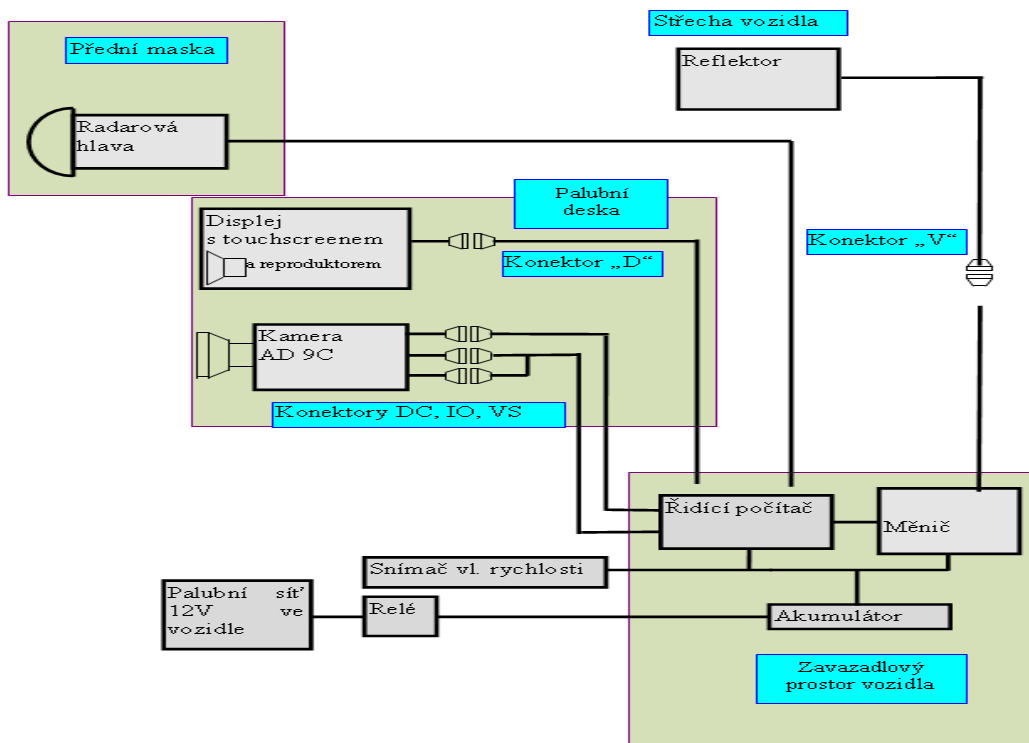 Střecha vozidla
Přední maska
Reflektor
Radarová
hlava
Palubní
deska
Displej
s touchscreenem
a reproduktorem
Konektor „D“
Konektor „V“
Kamera
AD 9C
Konektory DC, IO, VS
Řidící počítač
Měnič
Snímač vl. rychlosti
Palubní síť
12V ve
vozidle
Relé
Akumulátor
Zavazadlový
prostor vozidla